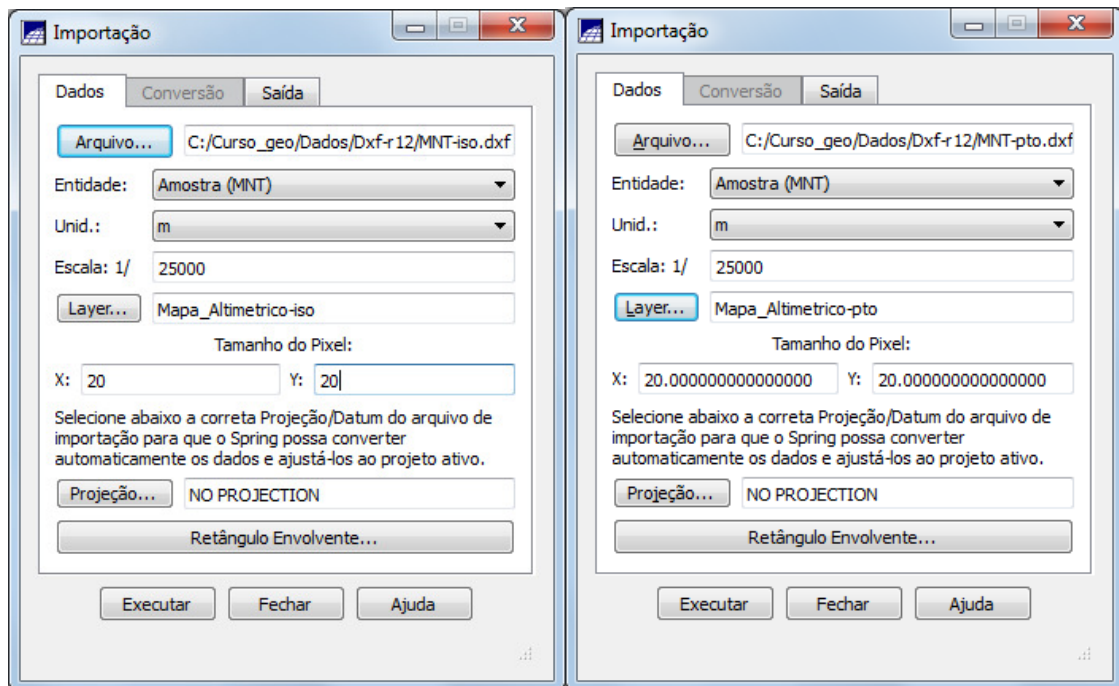 Importação
Dados Conversão Saída
Arquivo... C:/Curso_geo/Dados/Dxf-r12/MNT-iso.dxf
Entidade: Amostra (MNT)
Unid.: m
Escala: 1/ 25000
Layer... Mapa_Altimetrico-iso
Tamanho do Pixel:
X: 20 Y: 20
Selecione abaixo a correta Projeção/Datum do arquivo de
importação para que o Spring possa converter
automaticamente os dados e ajustá-los ao projeto ativo.
Projeção... NO PROJECTION
Retângulo Envolvente...
Executar Fechar Ajuda
Importação
Dados Conversão Saída
Arquivo... C:/Curso_geo/Dados/Dxf-r12/MNT-pto.dxf
Entidade: Amostra (MNT)
Unid.: m
Escala: 1/ 25000
Layer... Mapa_Altimetrico-pto
Tamanho do Pixel:
X: 20.000000000000000 Y: 20.000000000000000
Selecione abaixo a correta Projeção/Datum do arquivo de
importação para que o Spring possa converter
automaticamente os dados e ajustá-los ao projeto ativo.
Projeção... NO PROJECTION
Retângulo Envolvente...
Executar Fechar Ajuda